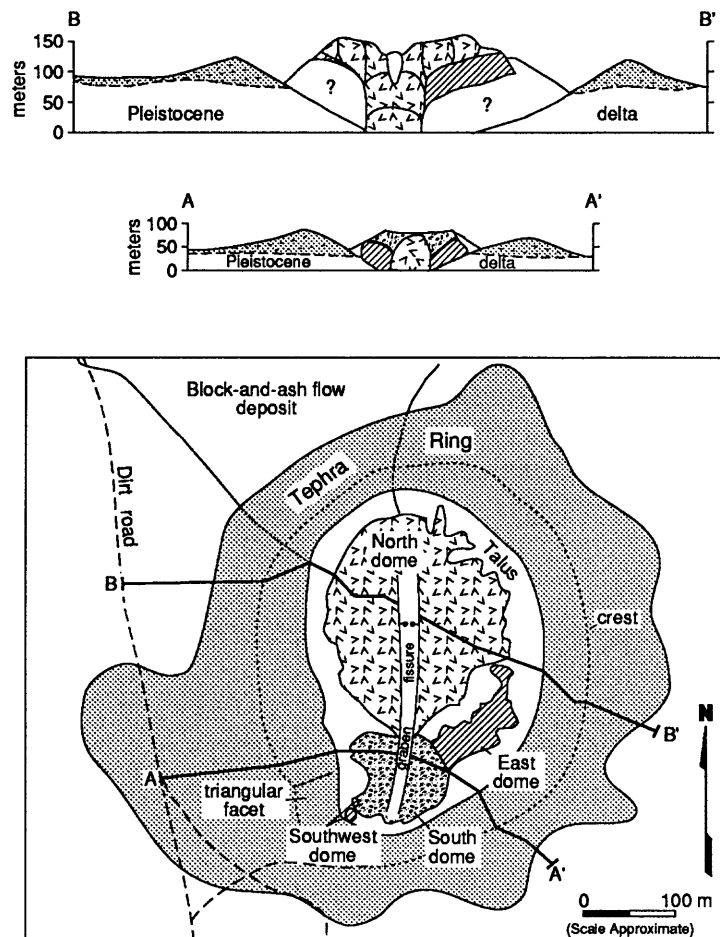 B
B'
150
100
50
0
meters
?
?
Pleistocene
delta
A
A'
100
50
0
meters
Pleistocene
delta
Block-and-ash flow
deposit
Ring
Tephra
Dirt road
North
dome
Talus
B
crest
fissure
N
B'
graben
A
East
dome
triangular
facet
Southwest
dome
South
dome
A'
0
100 m
(Scale Approximate)